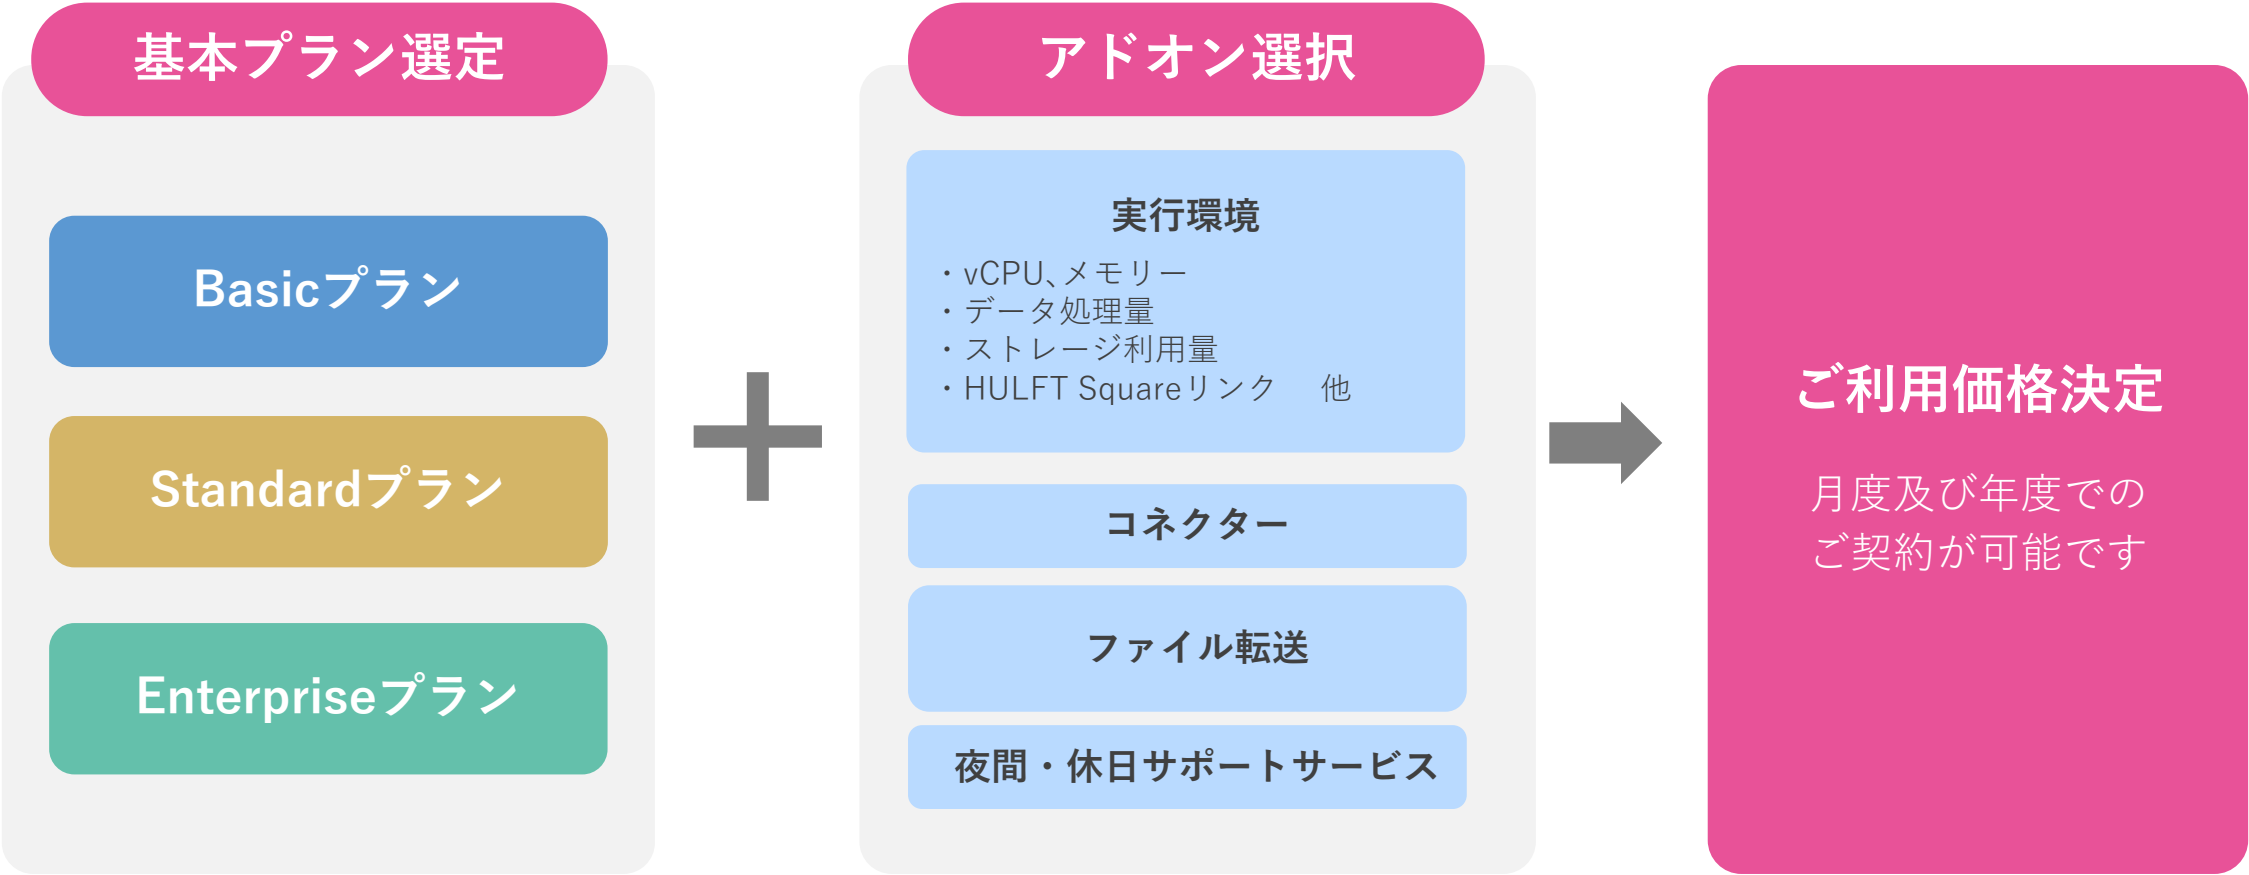 基本プラン選定
Basicプラン
Standardプラン
Enterpriseプラン
アドオン選択
実行環境
・vCPU、メモリー
・データ処理量
・ストレージ利用量
・HULFT Squareリンク　他
コネクター
ファイル転送
夜間・休日サポートサービス
ご利用価格決定
月度及び年度での
ご契約が可能です